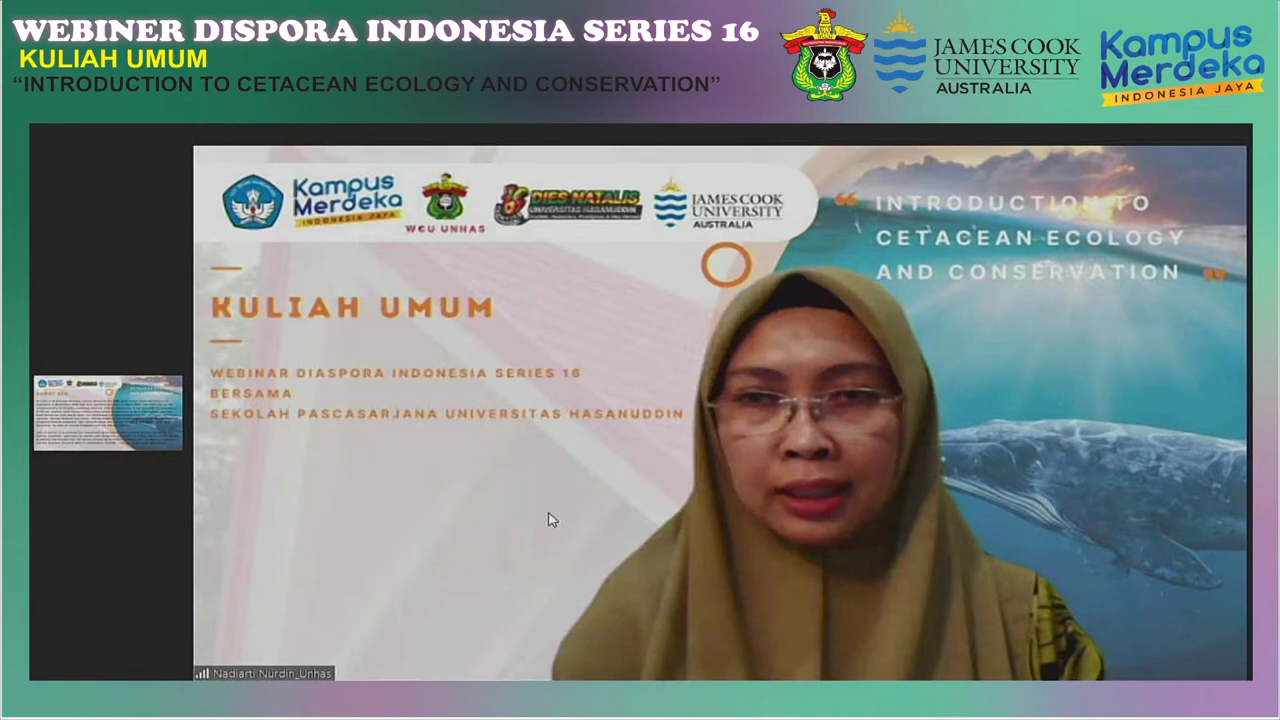 WEBINER DISPORA INDONESIA SERIES 16
KULIAH UMUM
“INTRODUCTION TO CETACEAN ECOLOGY AND CONSERVATION”
JAMES COOK
UNIVERSITY
AUSTRALIA
Kampus
Merdeka
INDONESIA JAYA
Kampus
Merdeka
INDONESIA JAYA
WCU UNHAS
DIES NATALIS
UNIVERSITAS HASANUDDIN
JAMES COOK
UNIVERSITY
AUSTRALIA
“ INTRODUCTION TO
CETACEAN ECOLOGY
AND CONSERVATION ”
KULIAH UMUM
WEBINAR DIASPORA INDONESIA SERIES 16
BERSAMA
SEKOLAH PASCASARJANA UNIVERSITAS HASANUDDIN
Nadiarti Nurdin_Unhas